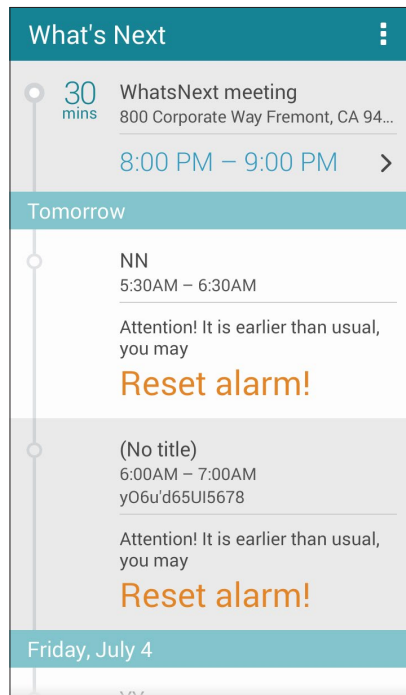 What's Next
30
mins
WhatsNext meeting
800 Corporate Way Fremont, CA 94...
8:00 PM – 9:00 PM
Tomorrow
NN
5:30AM – 6:30AM
Attention! It is earlier than usual,
you may
Reset alarm!
(No title)
6:00AM – 7:00AM
yO6u'd65UI5678
Attention! It is earlier than usual,
you may
Reset alarm!
Friday, July 4